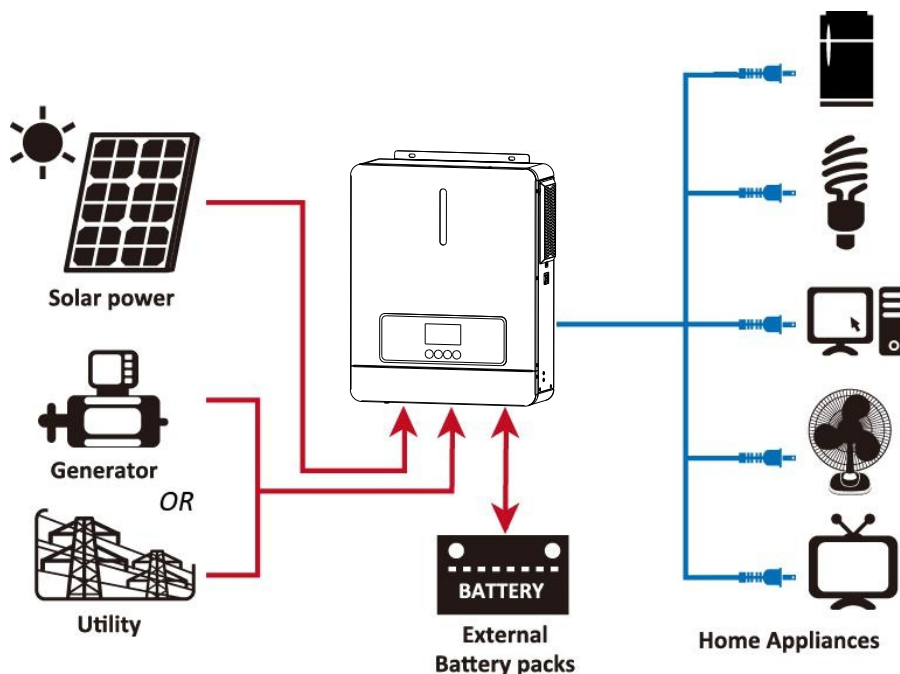 Solar power
Generator
OR
Utility
BATTERY
External
Battery packs
Home Appliances